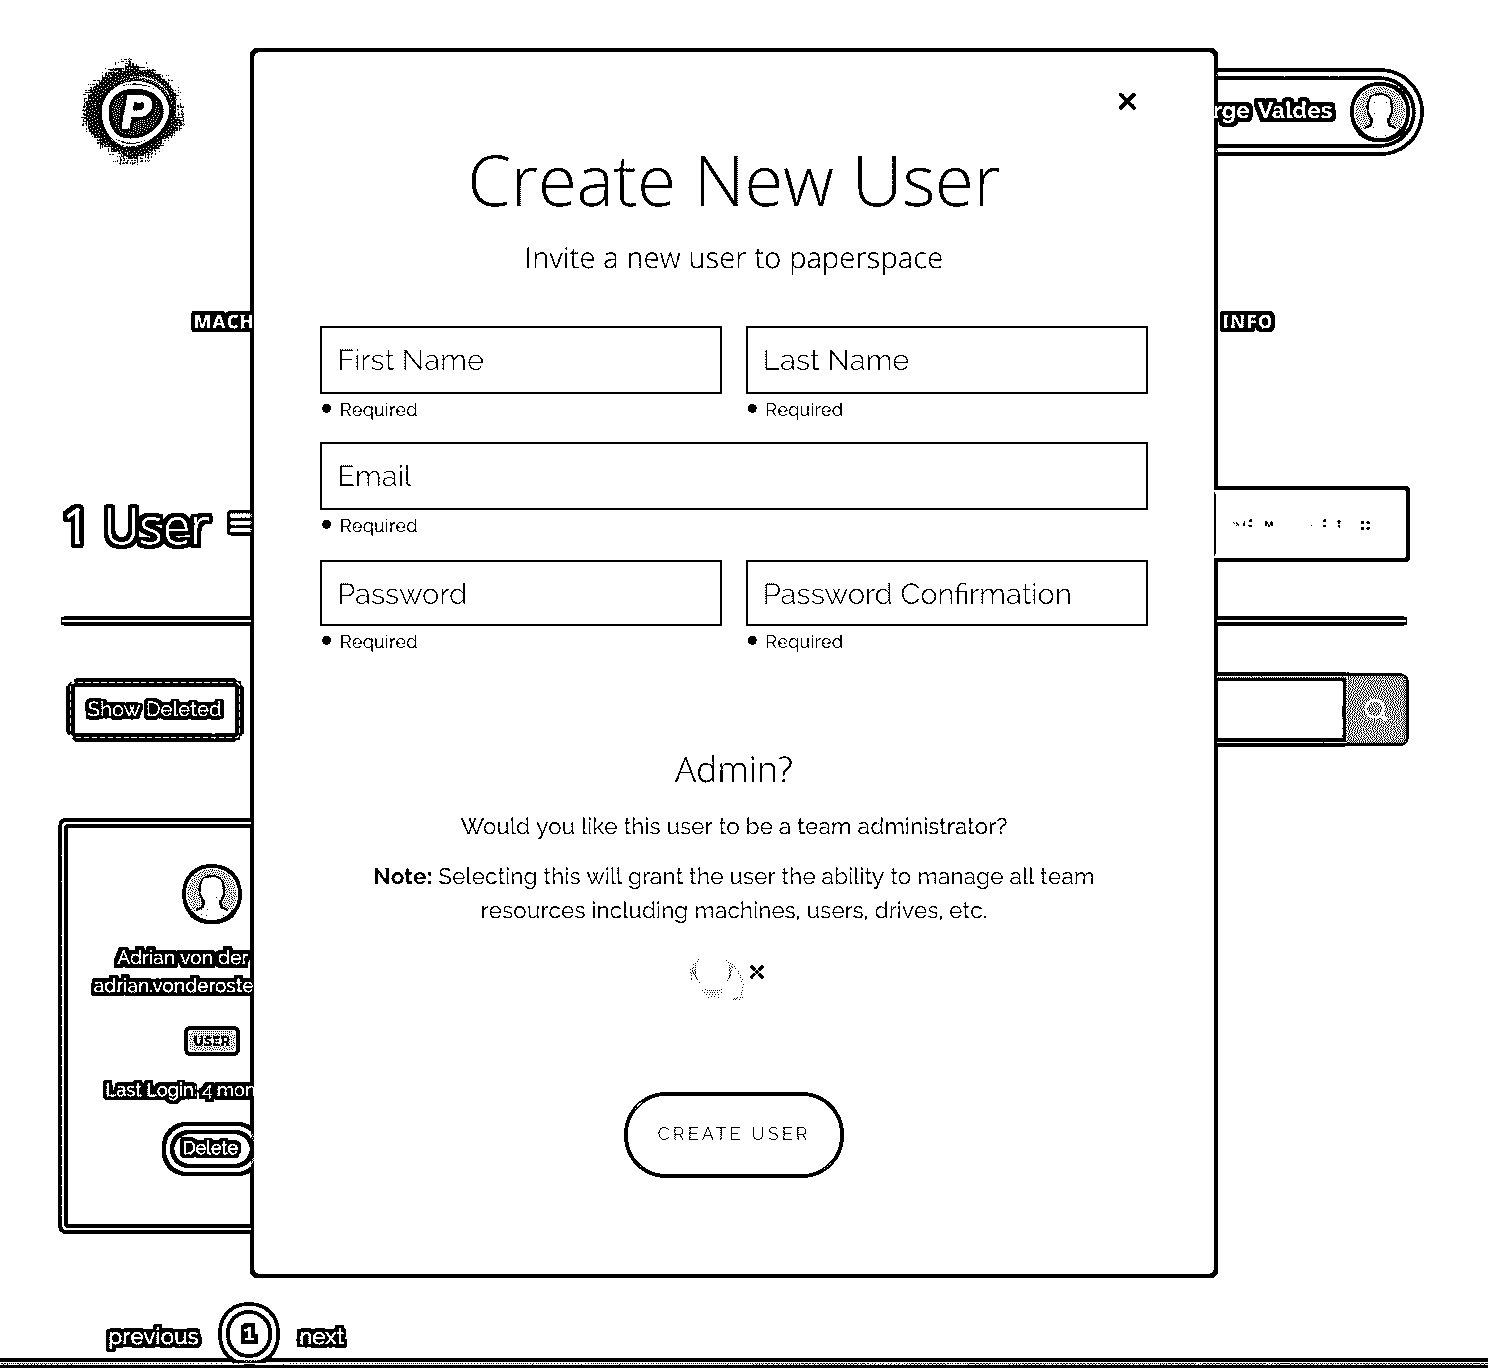 P
rge Valdes
Create New User
Invite a new user to paperspace
MACH
INFO
First Name
Last Name
• Required
• Required
Email
• Required
1 User
Password
Password Confirmation
• Required
• Required
Show Deleted
Admin?
Would you like this user to be a team administrator?
Note: Selecting this will grant the user the ability to manage all team
resources including machines, users, drives, etc.
Adrian von der
adrian.vonderoste
USER
Last Login 4 mon
Delete
CREATE USER
previous 1 next